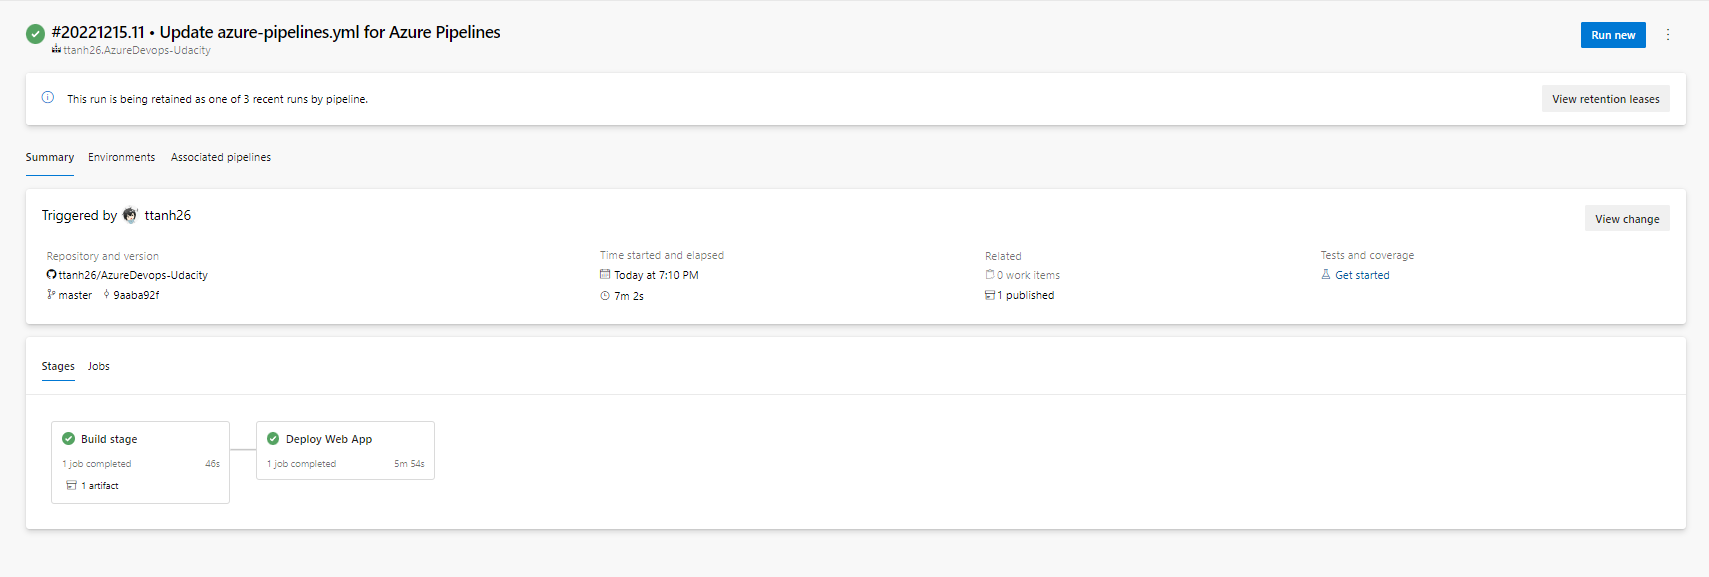 #20221215.11 • Update azure-pipelines.yml for Azure Pipelines
ttanh26.AzureDevops-Udacity
Run new
This run is being retained as one of 3 recent runs by pipeline.
View retention leases
Summary Environments Associated pipelines
Triggered by ttanh26
View change
Repository and version
ttanh26/AzureDevops-Udacity
master 9aaba92f
Time started and elapsed
Today at 7:10 PM
7m 2s
Related
0 work items
1 published
Tests and coverage
Get started
Stages Jobs
Build stage
1 job completed 46s
1 artifact
Deploy Web App
1 job completed 5m 54s